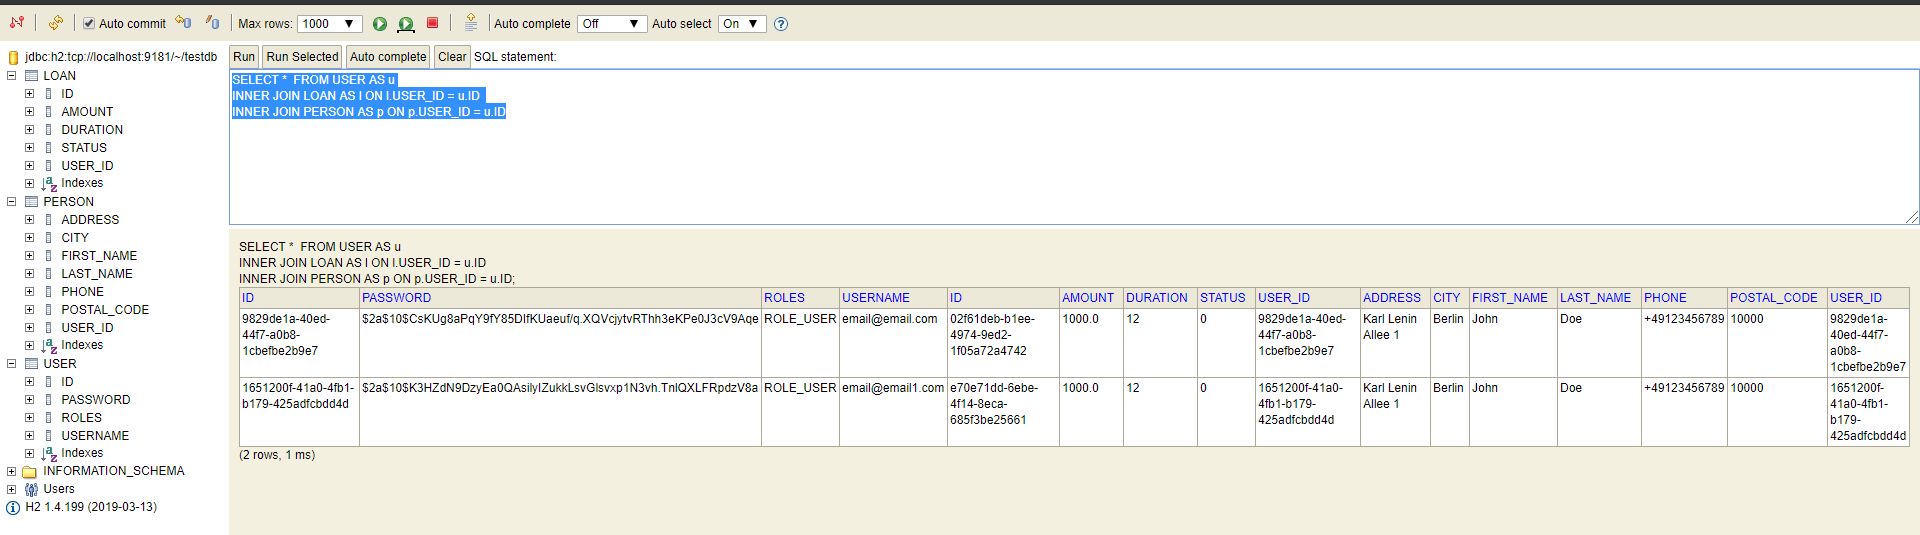 Auto commit Max rows: 1000 Auto complete Off Auto select On
jdbc:h2:tcp://localhost:9181/~/testdb
LOAN
ID
AMOUNT
DURATION
STATUS
USER_ID
Indexes
PERSON
ADDRESS
CITY
FIRST_NAME
LAST_NAME
PHONE
POSTAL_CODE
USER_ID
Indexes
USER
ID
PASSWORD
ROLES
USERNAME
Indexes
INFORMATION_SCHEMA
Users
H2 1.4.199 (2019-03-13)
Run Run Selected Auto complete Clear SQL statement:
SELECT * FROM USER AS u
INNER JOIN LOAN AS l ON l.USER_ID = u.ID
INNER JOIN PERSON AS p ON p.USER_ID = u.ID
SELECT * FROM USER AS u
INNER JOIN LOAN AS l ON l.USER_ID = u.ID
INNER JOIN PERSON AS p ON p.USER_ID = u.ID;
ID PASSWORD ROLES USERNAME ID AMOUNT DURATION STATUS USER_ID ADDRESS CITY FIRST_NAME LAST_NAME PHONE POSTAL_CODE USER_ID
9829de1a-40ed- $2a$10$CsKUg8aPqY9fY85DIfKUaeuf/q.XQVcjytvRThh3eKPe0J3cV9Aqe ROLE_USER email@email.com 02f61deb-b1ee- 1000.0 12 0 9829de1a-40ed- Karl Lenin Berlin John Doe +49123456789 10000 9829de1a-
44f7-a0b8- 4974-9ed2- 44f7-a0b8- Allee 1 40ed-44f7-
1cbefbe2b9e7 1f05a72a4742 1cbefbe2b9e7 a0b8-
1cbefbe2b9e7
1651200f-41a0-4fb1- $2a$10$K3HZdN9DzyEa0QAsilyIZukkLsvGlsvxp1N3vh.TnIQXLFRpdzV8a ROLE_USER email@email1.com e70e71dd-6ebe- 1000.0 12 0 1651200f-41a0- Karl Lenin Berlin John Doe +49123456789 10000 1651200f-
b179-425adfcbdd4d 4f14-8eca- 4fb1-b179- Allee 1 41a0-4fb1-
685f3be25661 425adfcbdd4d b179-
425adfcbdd4d
(2 rows, 1 ms)